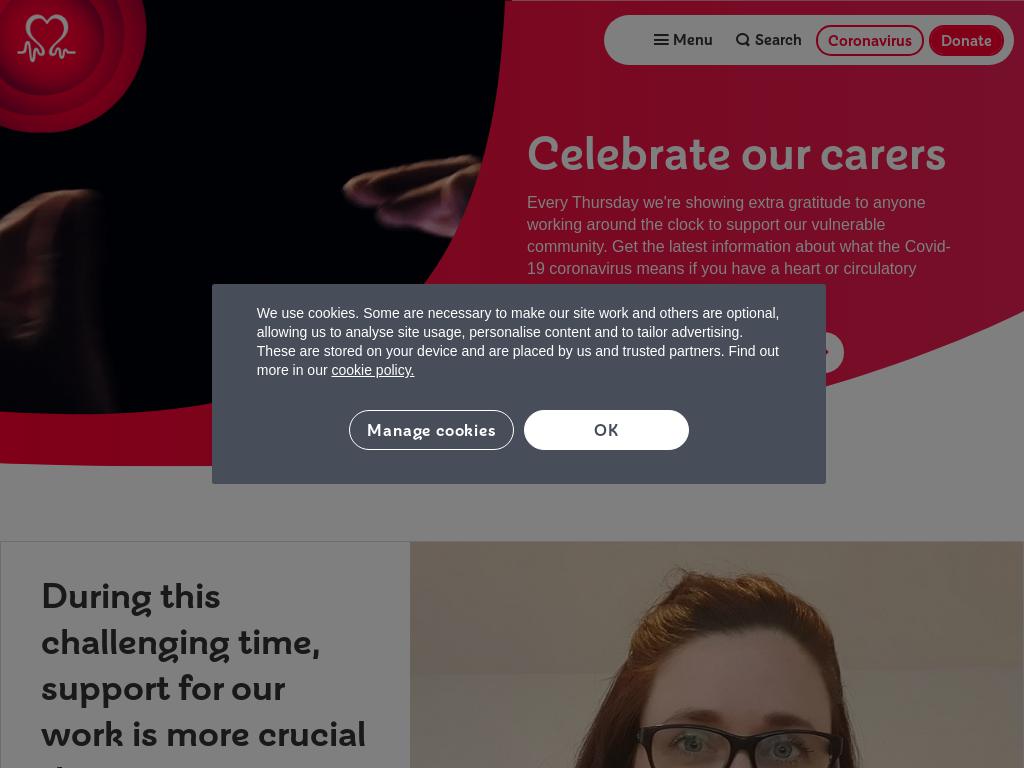 Menu
Search
Coronavirus
Donate
Celebrate our carers
Every Thursday we're showing extra gratitude to anyone
working around the clock to support our vulnerable
community. Get the latest information about what the Covid-
19 coronavirus means if you have a heart or circulatory
We use cookies. Some are necessary to make our site work and others are optional,
allowing us to analyse site usage, personalise content and to tailor advertising.
These are stored on your device and are placed by us and trusted partners. Find out
more in our cookie policy.
Manage cookies
OK
During this
challenging time,
support for our
work is more crucial